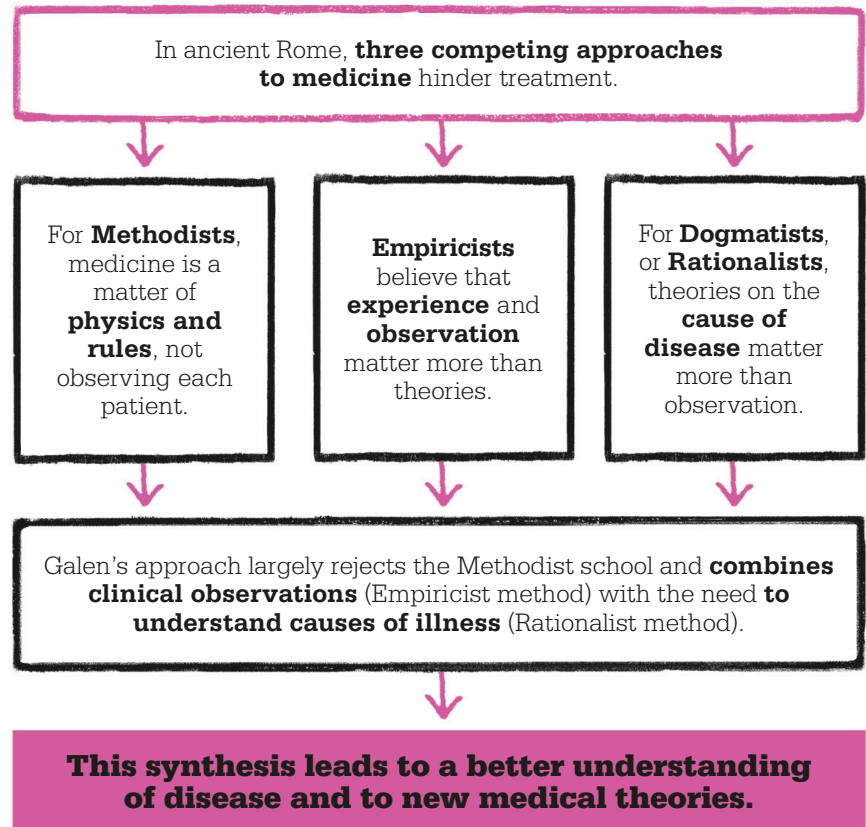 In ancient Rome, three competing approaches
to medicine hinder treatment.
For Methodists,
medicine is a
matter of
physics and
rules, not
observing each
patient.
Empiricists
believe that
experience and
observation
matter more than
theories.
For Dogmatists,
or Rationalists,
theories on the
cause of
disease matter
more than
observation.
Galen’s approach largely rejects the Methodist school and combines
clinical observations (Empiricist method) with the need to
understand causes of illness (Rationalist method).
This synthesis leads to a better understanding
of disease and to new medical theories.